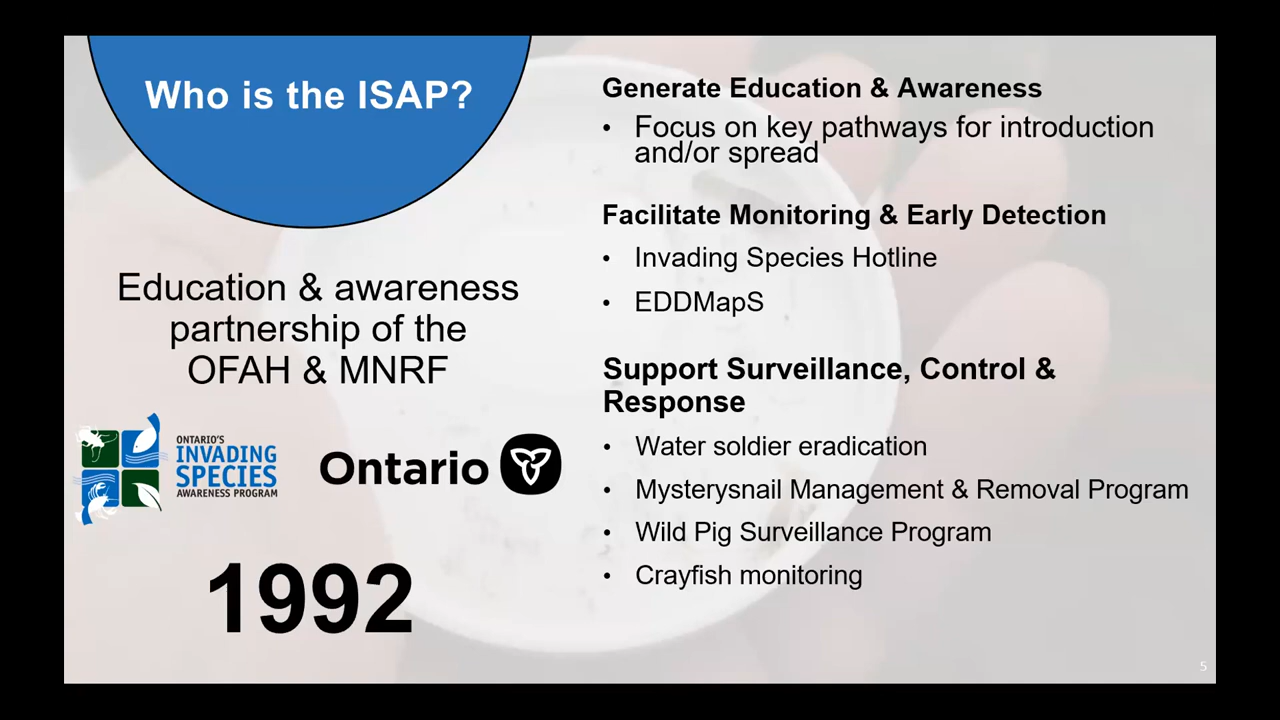 Who is the ISAP?
Education & awareness
partnership of the
OFAH & MNRF
ONTARIO'S
INVADING
SPECIES
AWARENESS PROGRAM
Ontario
1992
Generate Education & Awareness
• Focus on key pathways for introduction
and/or spread
Facilitate Monitoring & Early Detection
• Invading Species Hotline
• EDDMapS
Support Surveillance, Control &
Response
• Water soldier eradication
• Mysterysnail Management & Removal Program
• Wild Pig Surveillance Program
• Crayfish monitoring
5